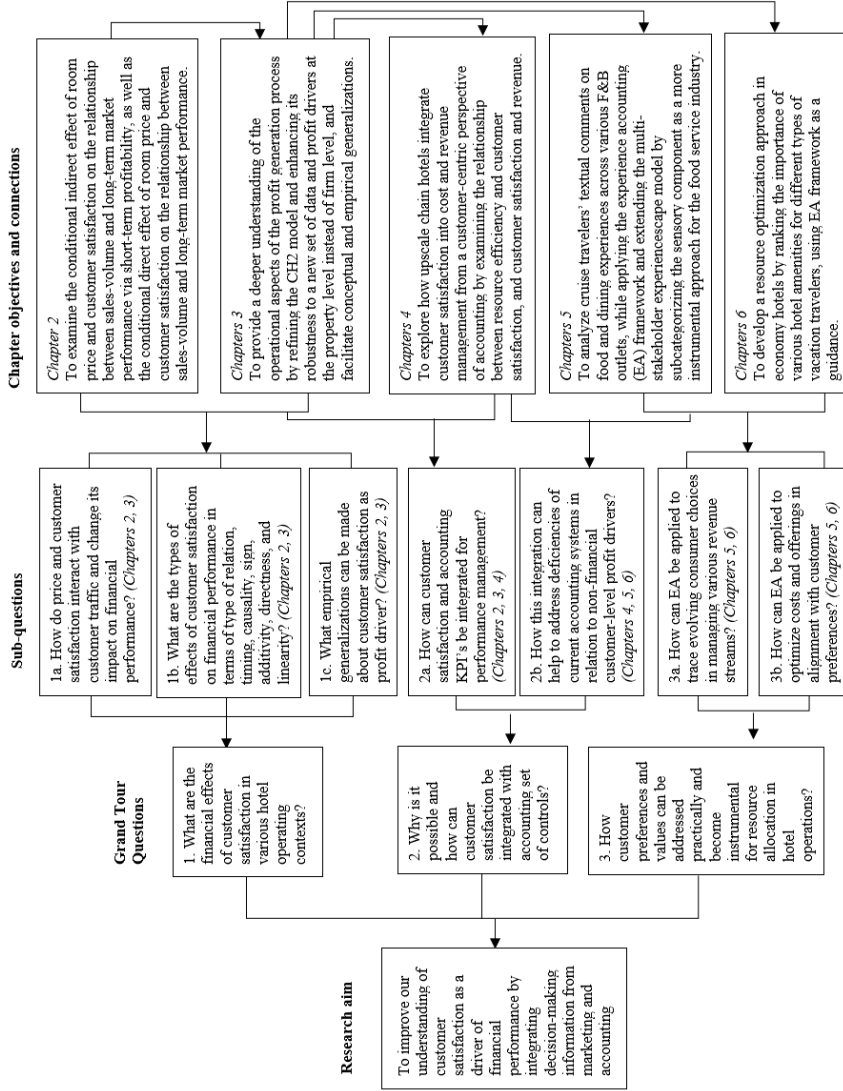 Research aim
To improve our
understanding of
customer
satisfaction as a
driver of
financial
performance by
integrating
decision-making
information from
marketing and
accounting
Grand Tour
Questions
1. What are the
financial effects
of customer
satisfaction in
various hotel
operating
contexts?
2. Why is it
possible and
how can
customer
satisfaction be
integrated with
accounting set
of controls?
3. How
customer
preferences and
values can be
addressed
practically and
become
instrumental
for resource
allocation in
hotel
operations?
Sub-questions
1a. How do price and customer
satisfaction interact with
customer traffic and change its
impact on financial
performance? (Chapters 2, 3)
1b. What are the types of
effects of customer satisfaction
on financial performance in
terms of type of relation,
timing, causality, sign,
additivity, directness, and
linearity? (Chapters 2, 3)
1c. What empirical
generalizations can be made
about customer satisfaction as
profit driver? (Chapters 2, 3)
2a. How can customer
satisfaction and accounting
KPI's be integrated for
performance management?
(Chapters 2, 3, 4)
2b. How this integration can
help to address deficiencies of
current accounting systems in
relation to non-financial
customer-level profit drivers?
(Chapters 4, 5, 6)
3a. How can EA be applied to
trace evolving consumer choices
in managing various revenue
streams? (Chapters 5, 6)
3b. How can EA be applied to
optimize costs and offerings in
alignment with customer
preferences? (Chapters 5, 6)
Chapter objectives and connections
Chapter 2
To examine the conditional indirect effect of room
price and customer satisfaction on the relationship
between sales-volume and long-term market
performance via short-term profitability, as well as
the conditional direct effect of room price and
customer satisfaction on the relationship between
sales-volume and long-term market performance.
Chapters 3
To provide a deeper understanding of the
operational aspects of the profit generation process
by refining the CH2 model and enhancing its
robustness to a new set of data and profit drivers at
the property level instead of firm level, and
facilitate conceptual and empirical generalizations.
Chapters 4
To explore how upscale chain hotels integrate
customer satisfaction into cost and revenue
management from a customer-centric perspective
of accounting by examining the relationship
between resource efficiency and customer
satisfaction, and customer satisfaction and revenue.
Chapters 5
To analyze cruise travelers' textual comments on
food and dining experiences across various F&B
outlets, while applying the experience accounting
(EA) framework and extending the multi-
stakeholder experiencescape model by
subcategorizing the sensory component as a more
instrumental approach for the food service industry.
Chapters 6
To develop a resource optimization approach in
economy hotels by ranking the importance of
various hotel amenities for different types of
vacation travelers, using EA framework as a
guidance.